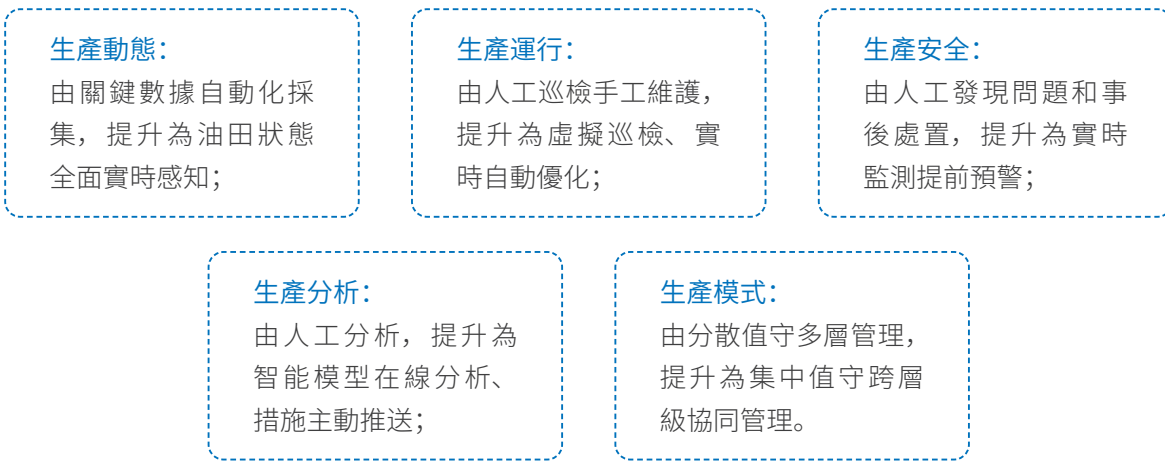 生產動態：
由關鍵數據自動化採
集，提升為油田狀態
全面實時感知；
生產運行：
由人工巡檢手工維護，
提升為虛擬巡檢、實
時自動優化；
生產安全：
由人工發現問題和事
後處置，提升為實時
監測提前預警；
生產分析：
由人工分析，提升為
智能模型在線分析、
措施主動推送；
生產模式：
由分散值守多層管理，
提升為集中值守跨層
級協同管理。